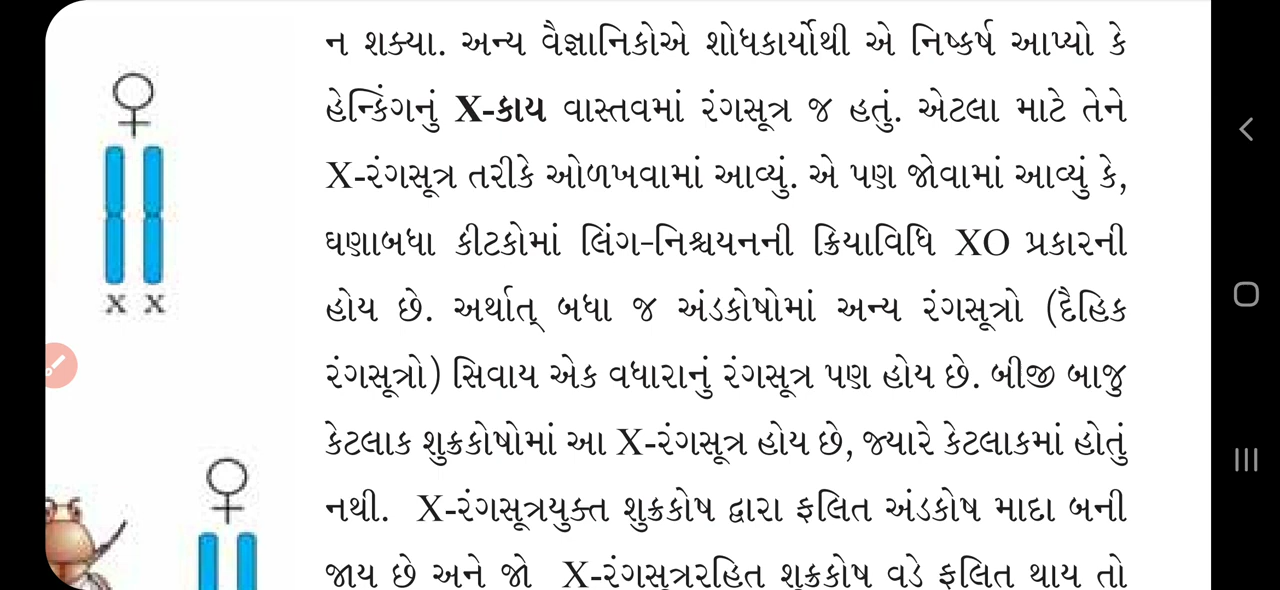 ન શક્યા. અન્ય વૈજ્ઞાનિકોએ શોધકાર્યોથી એ નિષ્કર્ષ આપ્યો કે
હેન્કિંગનું X-કાય વાસ્તવમાં રંગસૂત્ર જ હતું. એટલા માટે તેને
X-રંગસૂત્ર તરીકે ઓળખવામાં આવ્યું. એ પણ જોવામાં આવ્યું કે,
ઘણાબધા કીટકોમાં લિંગ-નિશ્ચયનની ક્રિયાવિધિ XO પ્રકારની
X X
હોય છે. અર્થાત્ બધા જ અંડકોષોમાં અન્ય રંગસૂત્રો (દૈહિક
રંગસૂત્રો) સિવાય એક વધારાનું રંગસૂત્ર પણ હોય છે. બીજી બાજુ
કેટલાક શુક્રકોષોમાં આ X-રંગસૂત્ર હોય છે, જ્યારે કેટલાકમાં હોતું
નથી. X-રંગસૂત્રયુક્ત શુક્રકોષ દ્વારા ફલિત અંડકોષ માદા બની
જાય છે અને જો X-રંગસૂત્રરહિત શુક્રકોષ વડે ફલિત થાય તો